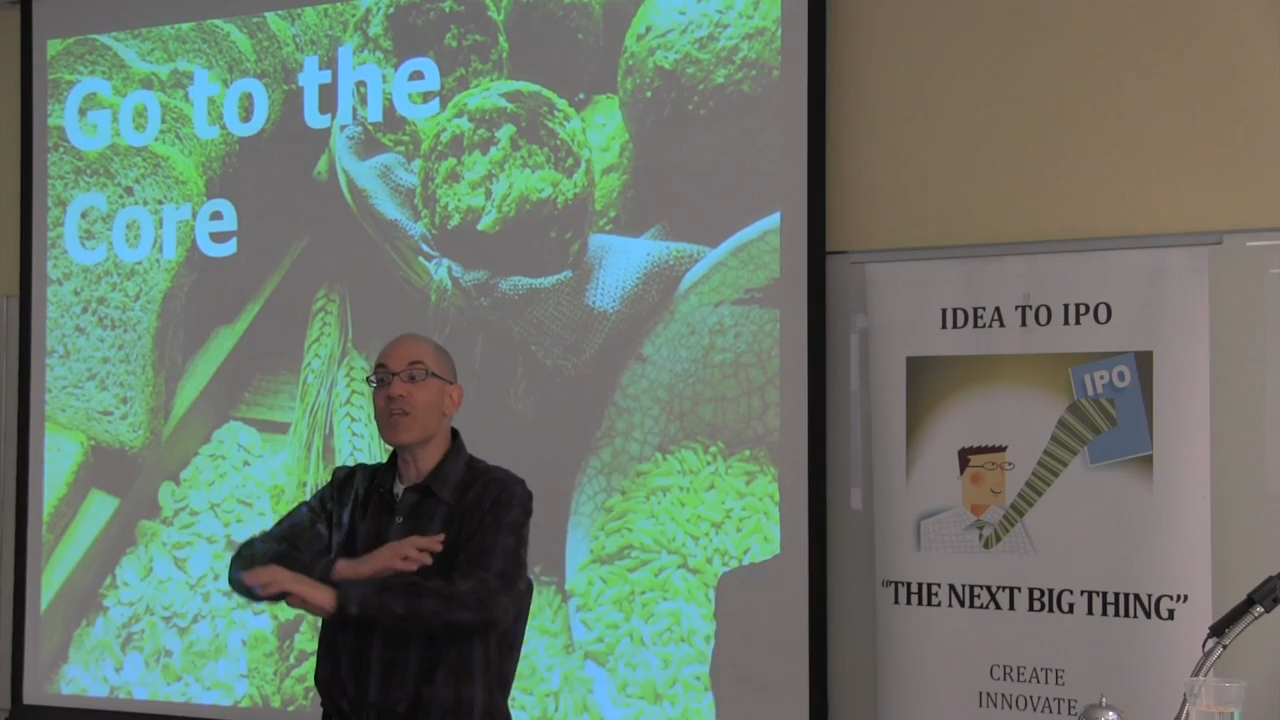 Go to the
Core
IDEA TO IPO
IPO
“THE NEXT BIG THING”
CREATE
INNOVATE